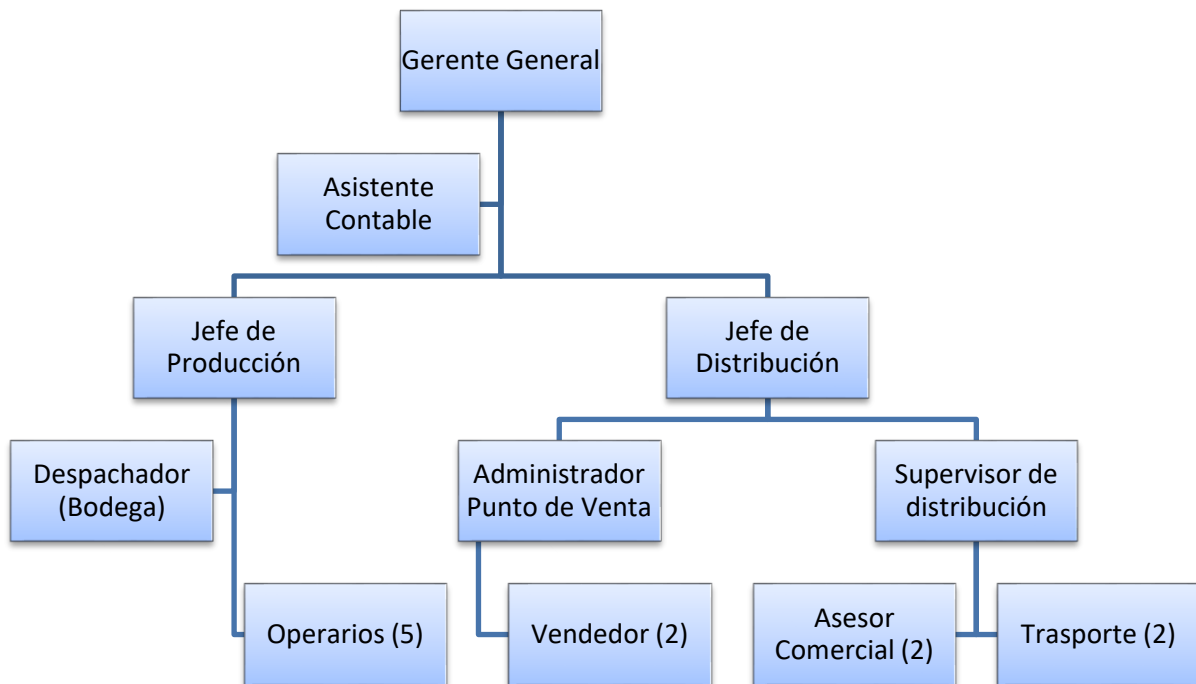 Gerente General
Asistente
Contable
Jefe de
Producción
Jefe de
Distribución
Despachador
(Bodega)
Administrador
Punto de Venta
Supervisor de
distribución
Operarios (5)
Vendedor (2)
Asesor
Comercial (2)
Trasporte (2)